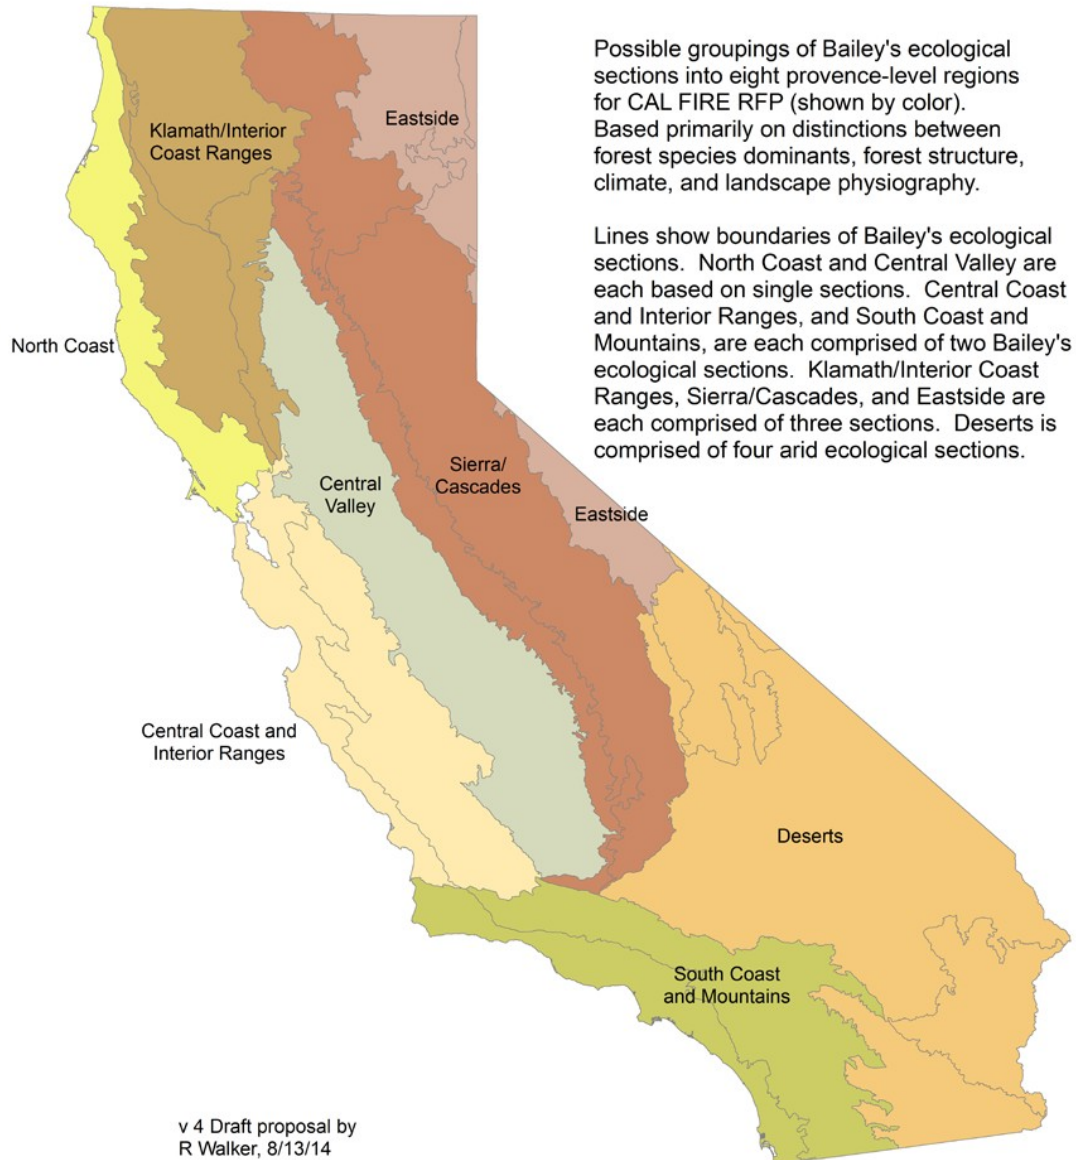 Possible groupings of Bailey's ecological
sections into eight provence-level regions
for CAL FIRE RFP (shown by color).
Based primarily on distinctions between
forest species dominants, forest structure,
climate, and landscape physiography.
Lines show boundaries of Bailey's ecological
sections.  North Coast and Central Valley are
each based on single sections.  Central Coast
and Interior Ranges, and South Coast and
Mountains, are each comprised of two Bailey's
ecological sections.  Klamath/Interior Coast
Ranges, Sierra/Cascades, and Eastside are
each comprised of three sections.  Deserts is
comprised of four arid ecological sections.
Eastside
Klamath/Interior
Coast Ranges
North Coast
Sierra/
Cascades
Central
Valley
Eastside
Central Coast and
Interior Ranges
Deserts
South Coast
and Mountains
v 4 Draft proposal by
R Walker, 8/13/14